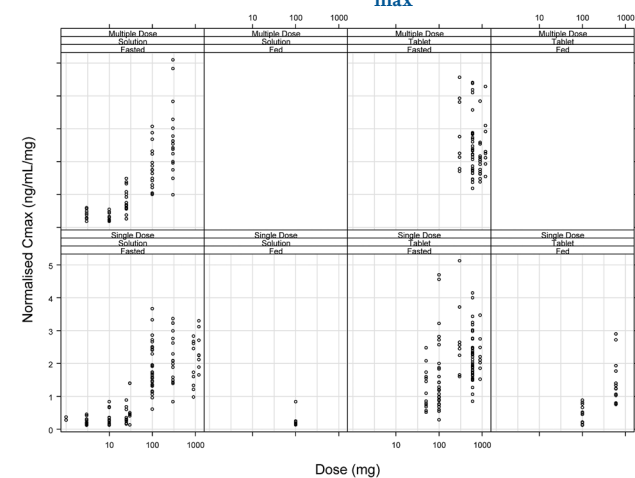 max
10 100 1000 10 100 1000
Multiple Dose Multiple Dose Multiple Dose Multiple Dose
Solution Solution Tablet Tablet
Fasted Fed Fasted Fed
Single Dose Single Dose Single Dose Single Dose
Solution Solution Tablet Tablet
Fasted Fed Fasted Fed
Normalised Cmax (ng/mL/mg)
5
4
3
2
1
0
10 100 1000 10 100 1000
Dose (mg)